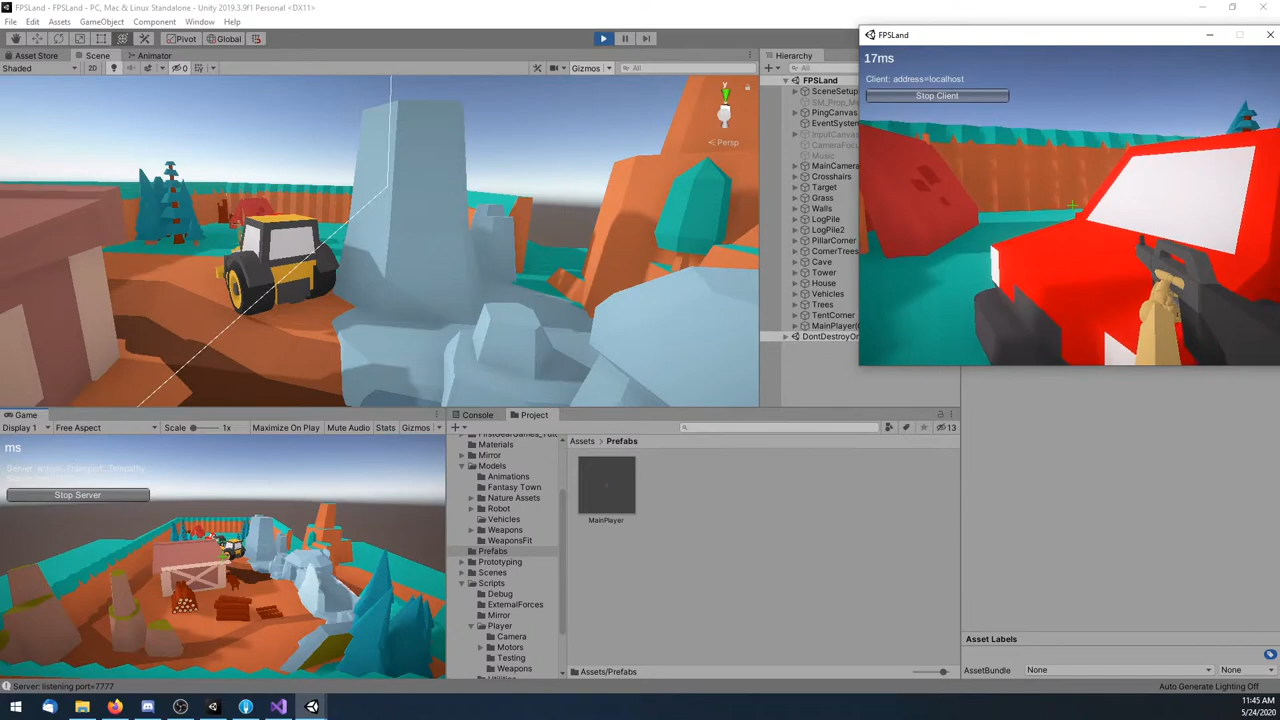 FPSLand - FPSLand - PC, Mac & Linux Standalone - Unity 2019.3.9f1 Personal <DX11>
File Edit Assets GameObject Component Window Help
Pivot Global
Asset Store Scene Animator
Shaded 2D 0 Gizmos All
y
Persp
Hierarchy
All
FPSLand
SceneSetup
PingCanvas
EventSystem
InputCanvas
Music
MainCamera
Crosshairs
Target
Grass
Walls
LogPile
LogPile2
PillarCorner
CornerTrees
Cave
Tower
House
Vehicles
Trees
TentCorner
MainPlayer(
DontDestroyOn
FPSLand
17ms
Client: address=localhost
Stop Client
Game
Display 1 Free Aspect Scale 1x Maximize On Play Mute Audio Stats Gizmos
ms
Stop Server
Console Project
13
Materials
Mirror
Models
Animations
Fantasy Town
Nature Assets
Robot
Vehicles
Weapons
WeaponsFit
Prefabs
Prototyping
Scenes
Scripts
Debug
ExternalForces
Mirror
Player
Camera
Motors
Testing
Weapons
Assets > Prefabs
MainPlayer
Assets/Prefabs
Asset Labels
AssetBundle None None
Server: listening port=7777
Auto Generate Lighting Off
11:45 AM
5/24/2020